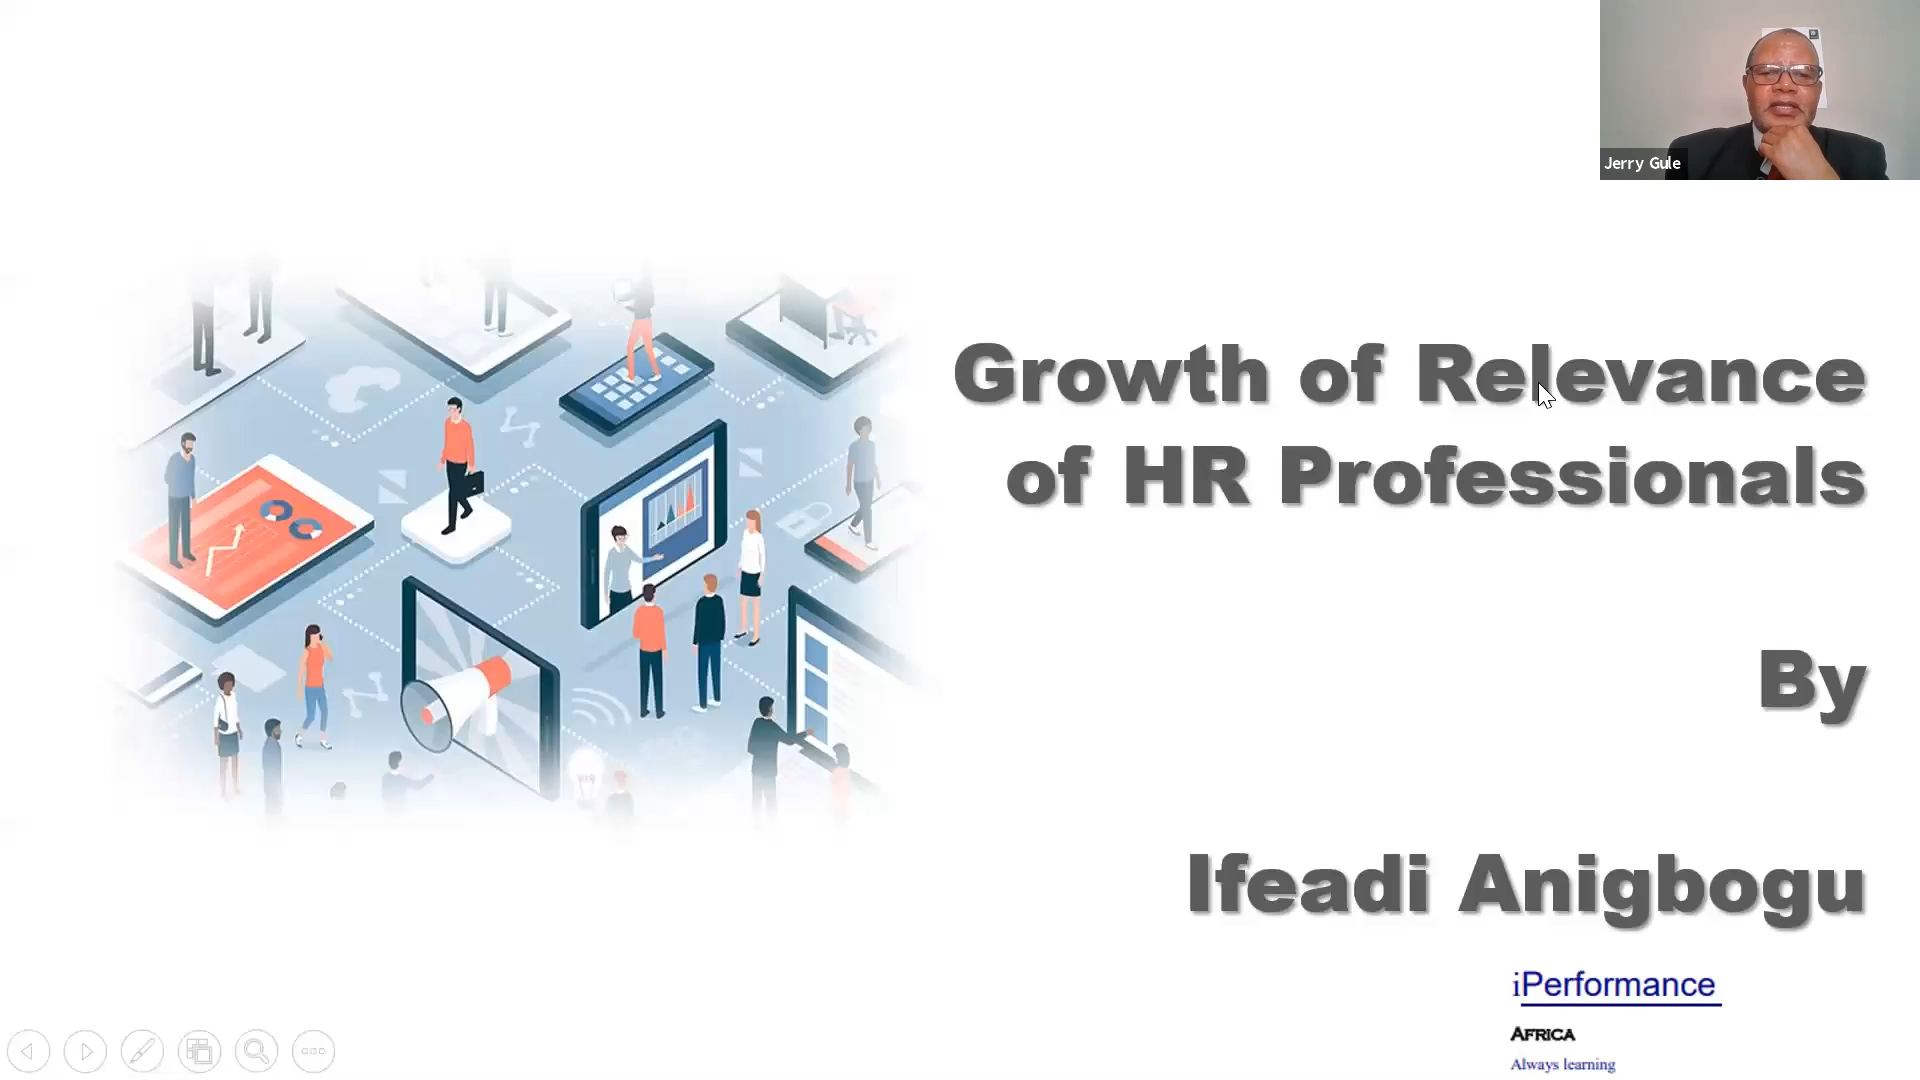 Jerry Gule
Growth of Relevance
of HR Professionals
By
Ifeadi Anigbogu
iPerformance
AFRICA
Always learning